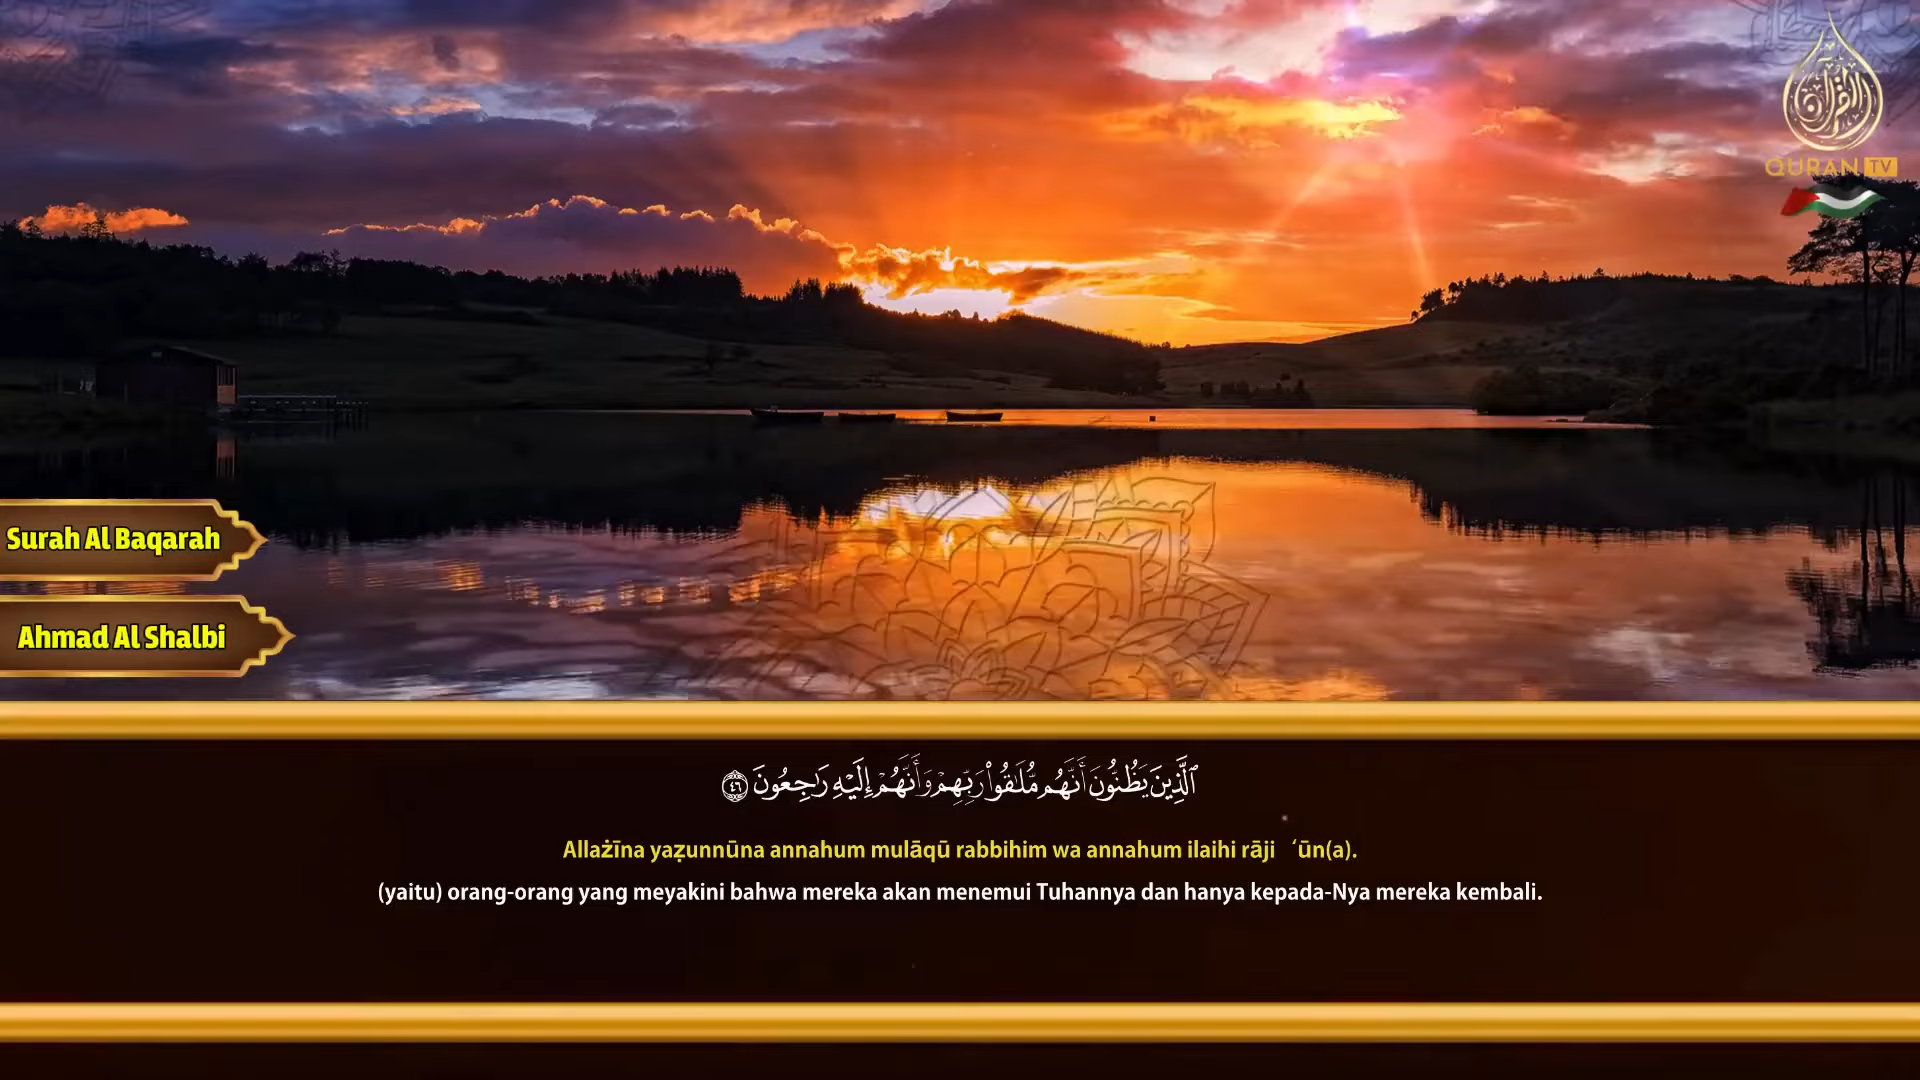 القرآن
QURAN TV
Surah Al Baqarah
Ahmad Al Shalbi
ٱلَّذِينَ يَظُنُّونَ أَنَّهُم مُّلَٰقُوا۟ رَبِّهِمْ وَأَنَّهُمْ إِلَيْهِ رَٰجِعُونَ ٤٦
Allażīna yaẓunnūna annahum mulāqū rabbihim wa annahum ilaihi rāji ‘ūn(a).
(yaitu) orang-orang yang meyakini bahwa mereka akan menemui Tuhannya dan hanya kepada-Nya mereka kembali.